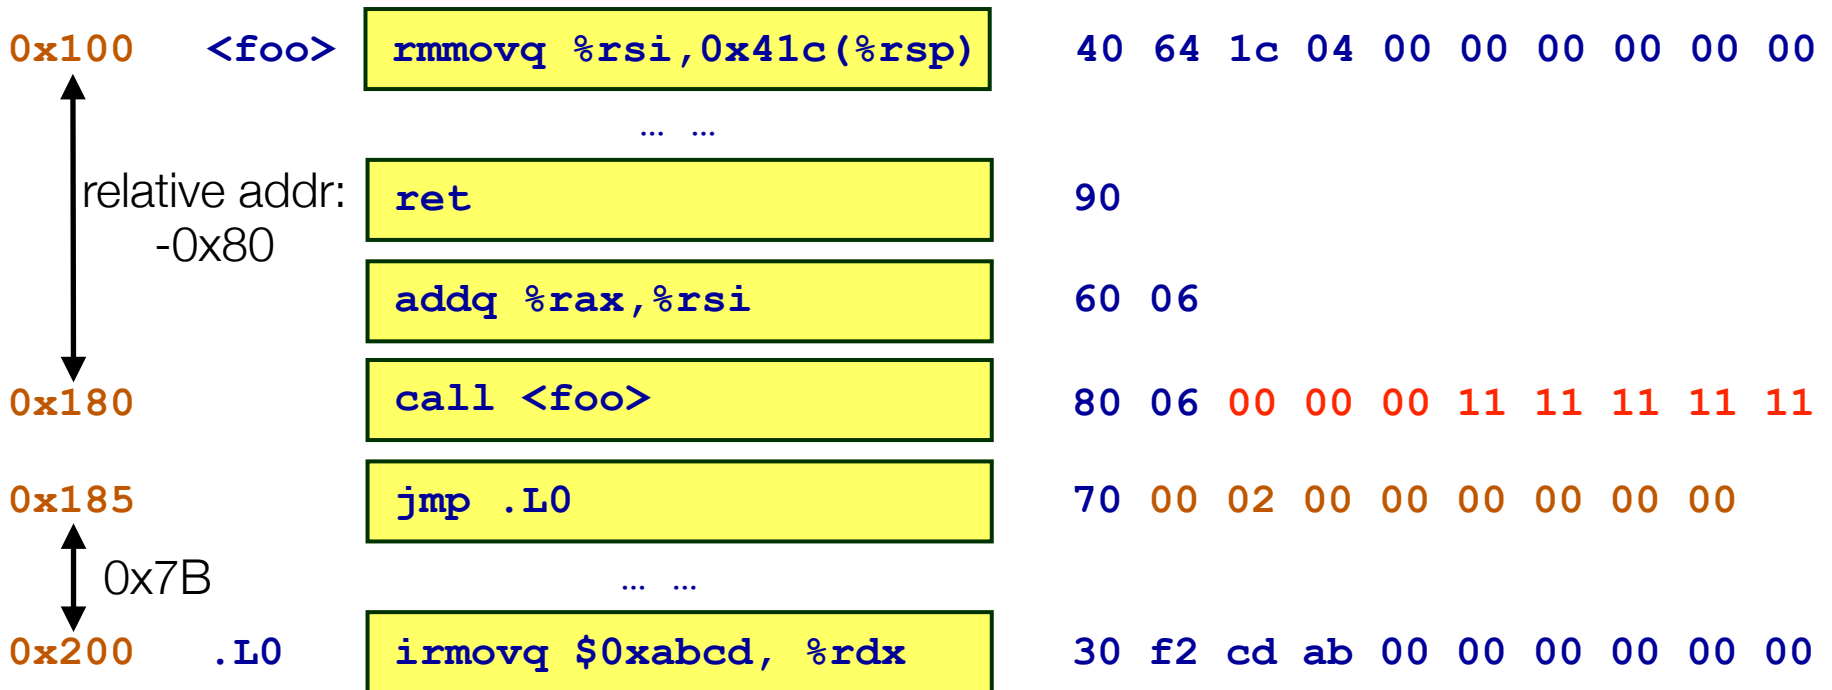 0x100 <foo> rmmovq %rsi,0x41c(%rsp) 40 64 1c 04 00 00 00 00 00 00
… …
relative addr:
-0x80
ret 90
addq %rax,%rsi 60 06
0x180 call <foo> 80 06 00 00 00 11 11 11 11 11
0x185 jmp .L0 70 00 02 00 00 00 00 00 00
0x7B
… …
0x200 .L0 irmovq $0xabcd, %rdx 30 f2 cd ab 00 00 00 00 00 00